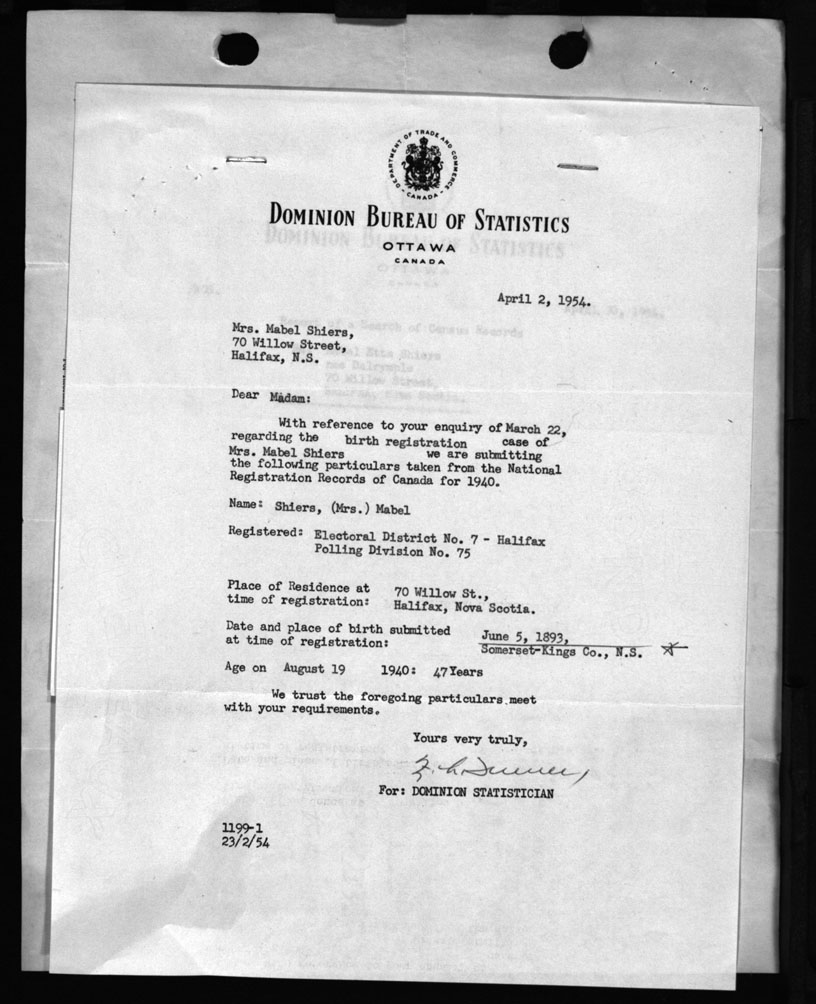 DEPARTMENT OF TRADE AND COMMERCE
CANADA
DOMINION BUREAU OF STATISTICS
OTTAWA
CANADA
April 2, 1954.
Mrs. Mabel Shiers,
70 Willow Street,
Halifax, N.S.
Dear Madam:
With reference to your enquiry of March 22,
regarding the birth registration case of
Mrs. Mabel Shiers we are submitting
the following particulars taken from the National
Registration Records of Canada for 1940.
Name: Shiers, (Mrs.) Mabel
Registered: Electoral District No. 7 - Halifax
Polling Division No. 75
Place of Residence at 70 Willow St.,
time of registration: Halifax, Nova Scotia.
Date and place of birth submitted June 5, 1893,
at time of registration: Somerset-Kings Co., N.S.
Age on August 19 1940: 47 Years
We trust the foregoing particulars meet
with your requirements.
Yours very truly,
For: DOMINION STATISTICIAN
1199-1
23/2/54